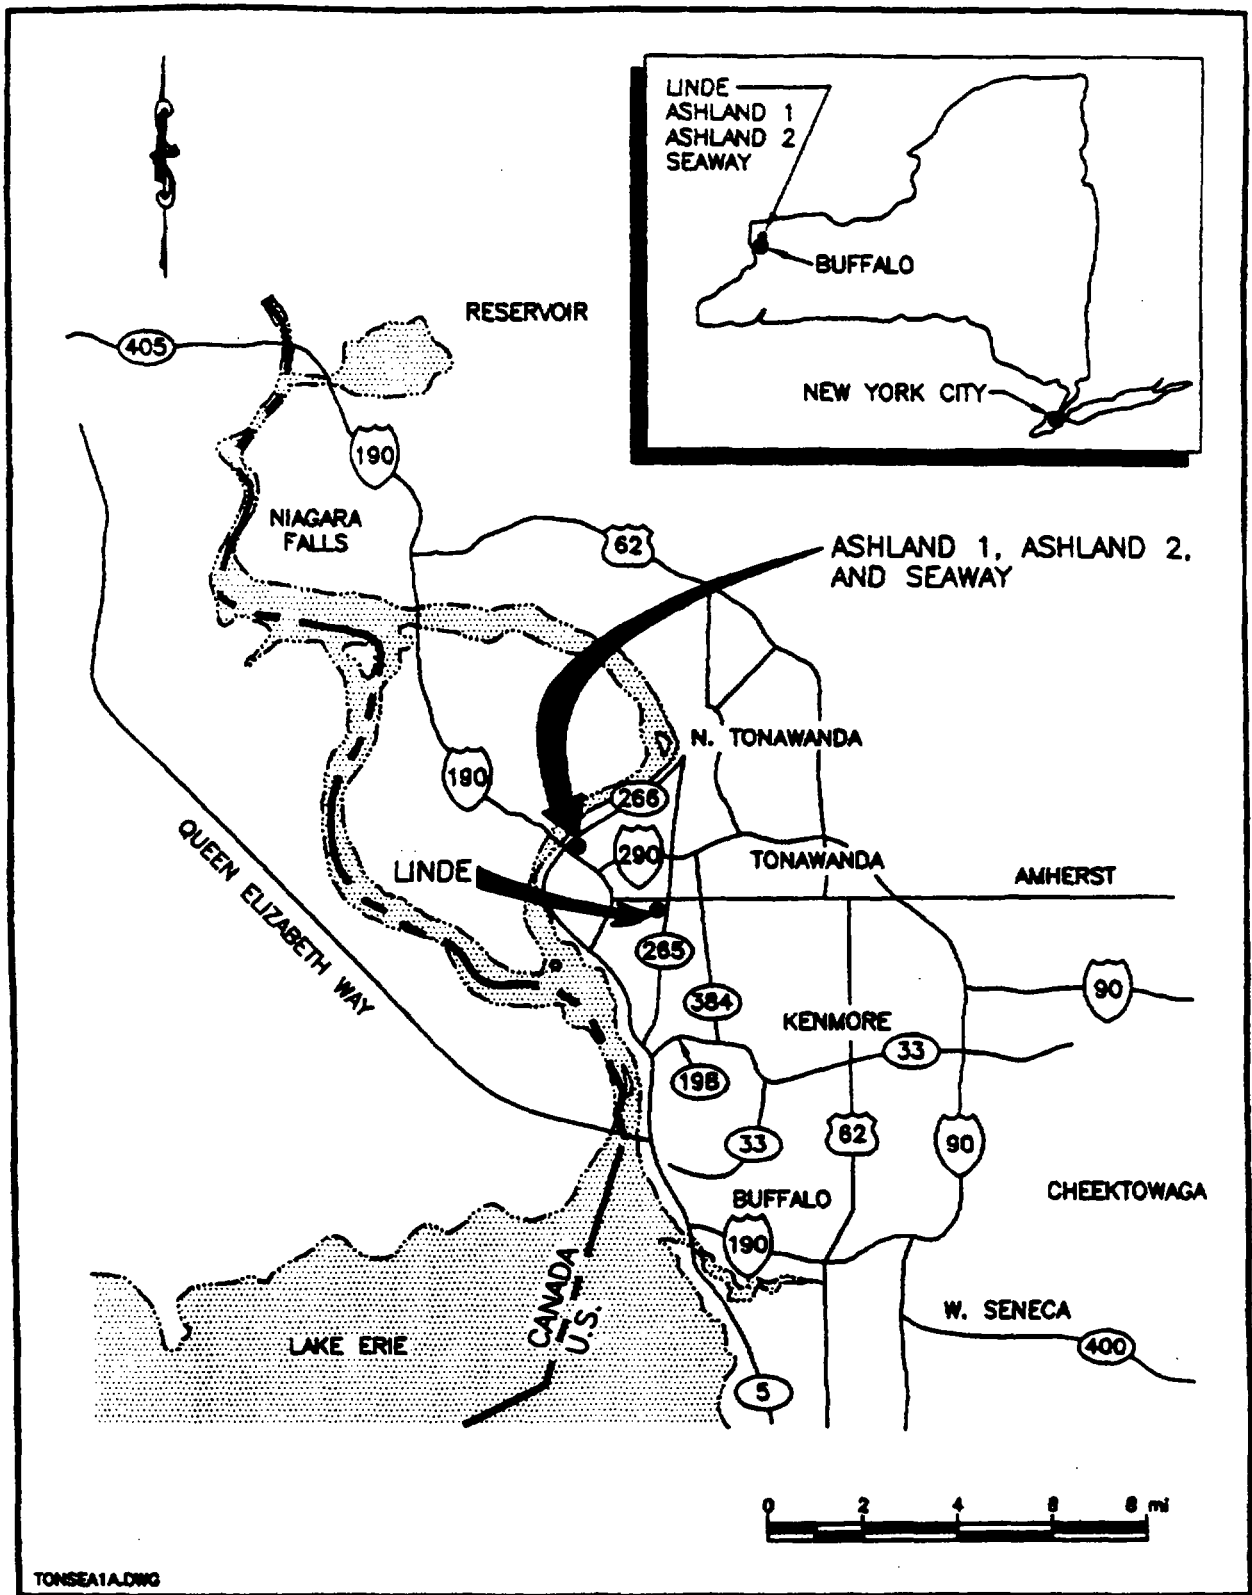 LINDE
ASHLAND 1
ASHLAND 2
SEAWAY
BUFFALO
NEW YORK CITY
RESERVOIR
405
190
NIAGARA
FALLS
62
ASHLAND 1, ASHLAND 2,
AND SEAWAY
N. TONAWANDA
190
266
290
TONAWANDA
LINDE
AMHERST
QUEEN ELIZABETH WAY
265
384
90
KENMORE
33
198
33
62
90
CHEEKTOWAGA
BUFFALO
190
CANADA
U.S.
W. SENECA
LAKE ERIE
400
5
0 2 4 6 8 mi
TONSEA1A.DWG